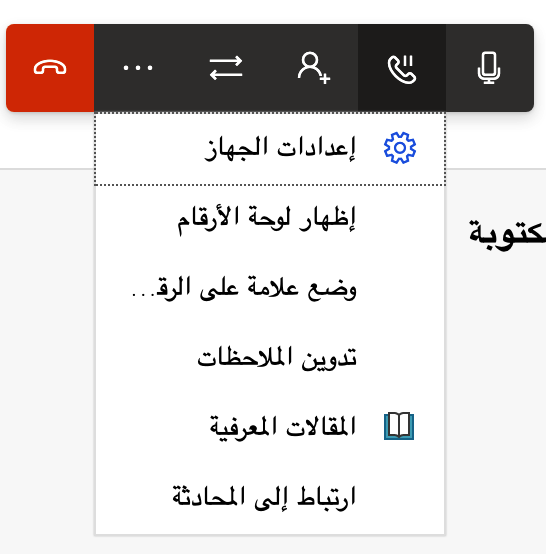 إعدادات الجهاز
إظهار لوحة الأرقام
كتوبة
وضع علامة على الرق...
تدوين الملاحظات
المقالات المعرفية
ارتباط إلى المحادثة